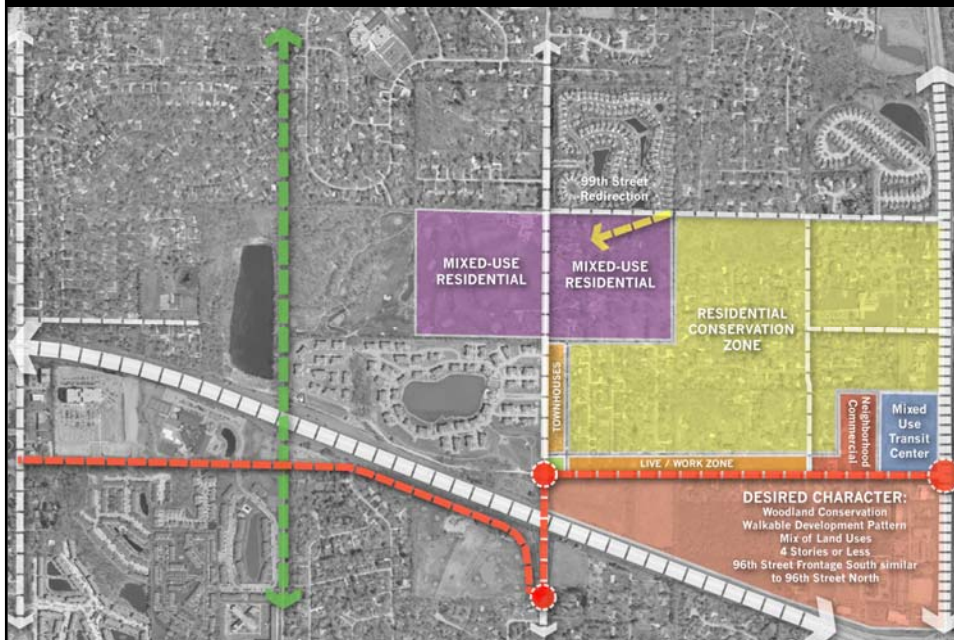 99th Street
Redirection
MIXED-USE
RESIDENTIAL
MIXED-USE
RESIDENTIAL
RESIDENTIAL
CONSERVATION
ZONE
TOWNHOUSES
Neighborhood
Commercial
Mixed
Use
Transit
Center
LIVE / WORK ZONE
DESIRED CHARACTER:
Woodland Conservation
Walkable Development Pattern
Mix of Land Uses
4 Stories or Less
96th Street Frontage South similar
to 96th Street North